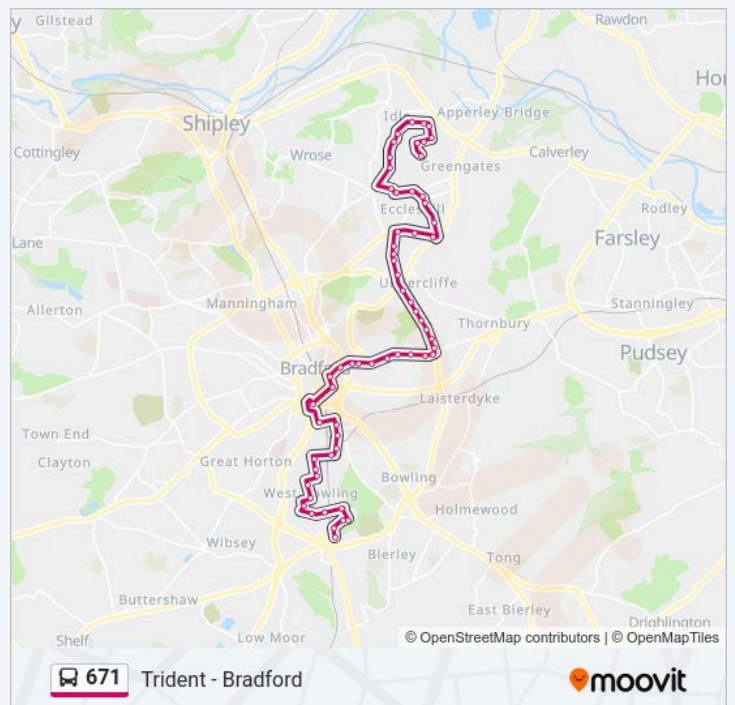 y
Gilstead
Rawdon
Hor
Idle
Apperley Bridge
Shipley
Cottingley
Wrose
Calverley
Greengates
Eccleshill
Rodley
Lane
Farsley
Undercliffe
Manningham
Stanningley
Allerton
Thornbury
Pudsey
Bradford
Laisterdyke
Town End
Clayton
Great Horton
Bowling
West Bowling
Holmewood
Wibsey
Bierley
Tong
Buttershaw
East Bierley
Drighlington
Shelf
Low Moor
© OpenStreetMap contributors | © OpenMapTiles
671 Trident - Bradford
moovit